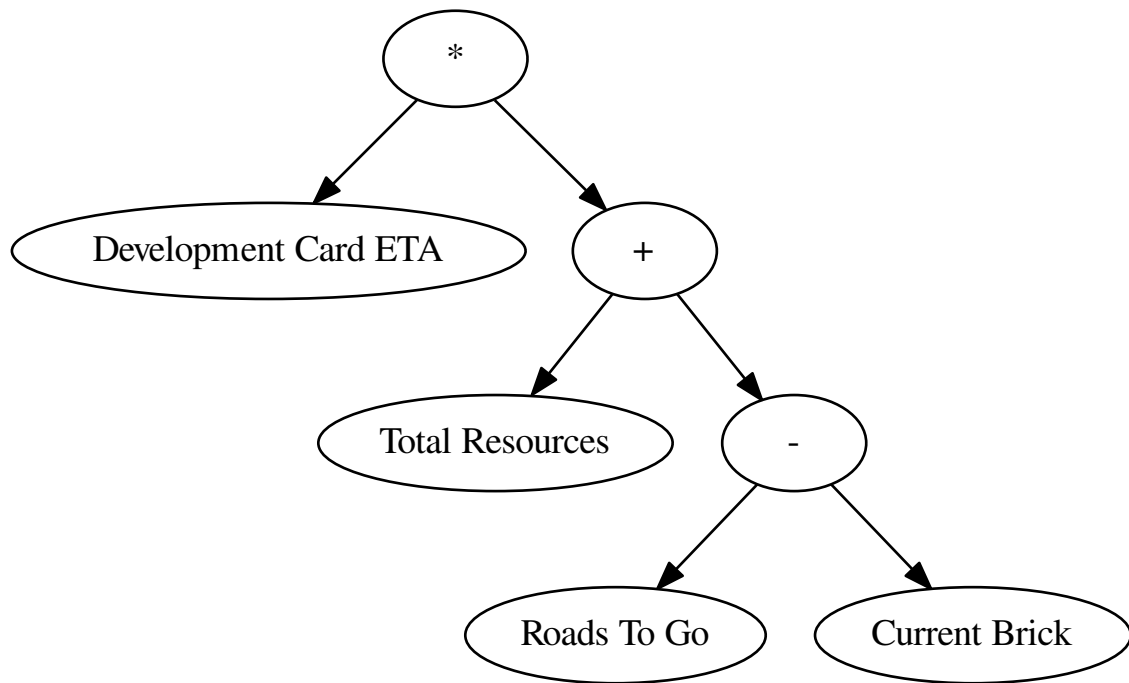 *
Development Card ETA
+
Total Resources
-
Roads To Go
Current Brick